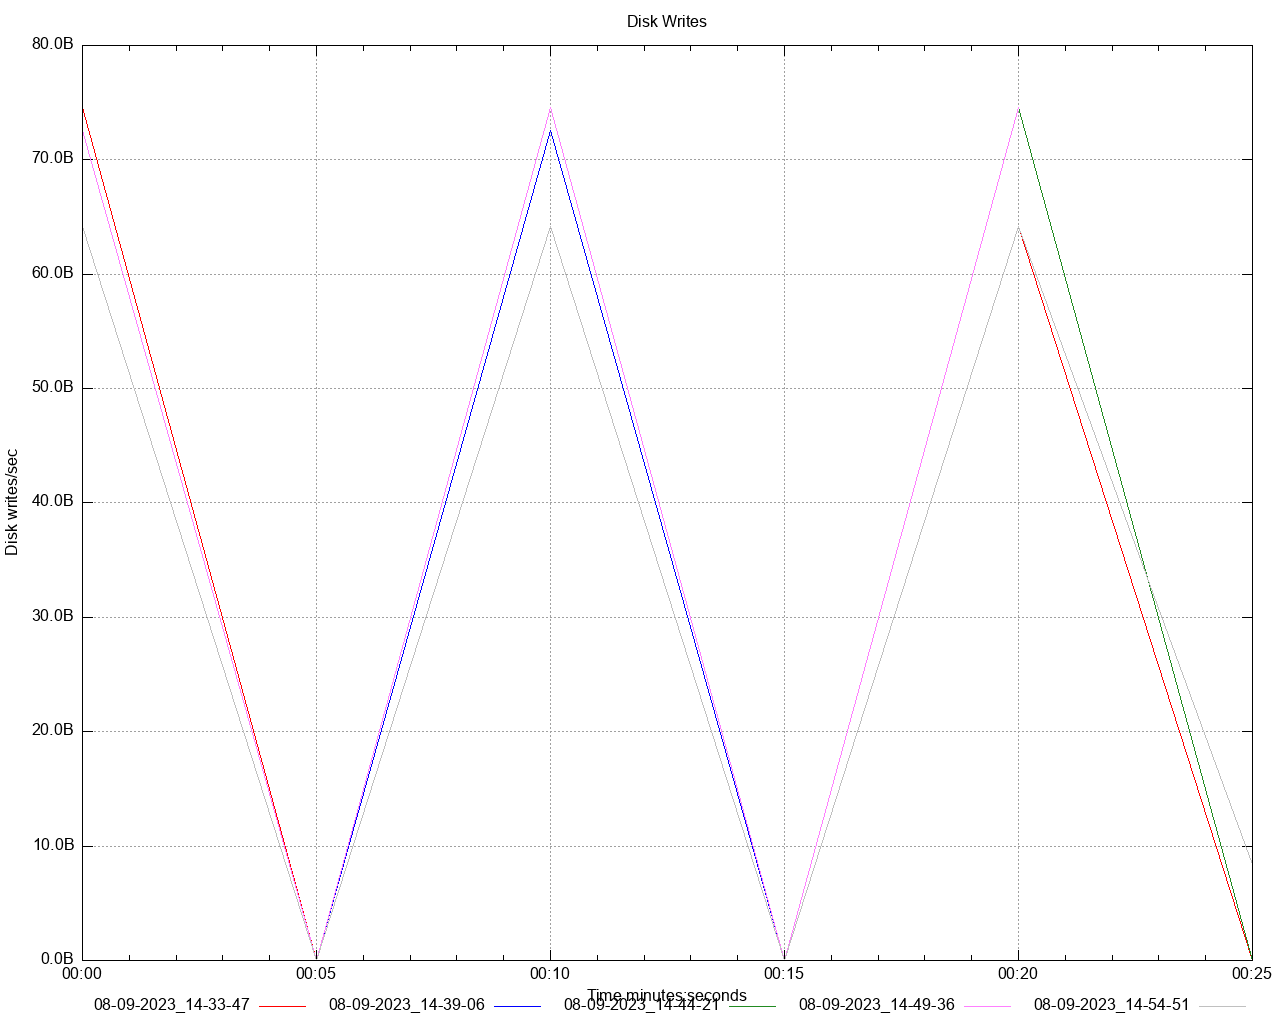 Disk Writes
80.0B
70.0B
60.0B
50.0B
40.0B
30.0B
20.0B
10.0B
0.0B
Disk writes/sec
00:00 00:05 00:10 00:15 00:20 00:25
Time minutes:seconds
08-09-2023_14-33-47 08-09-2023_14-39-06 08-09-2023_14-44-21 08-09-2023_14-49-36 08-09-2023_14-54-51